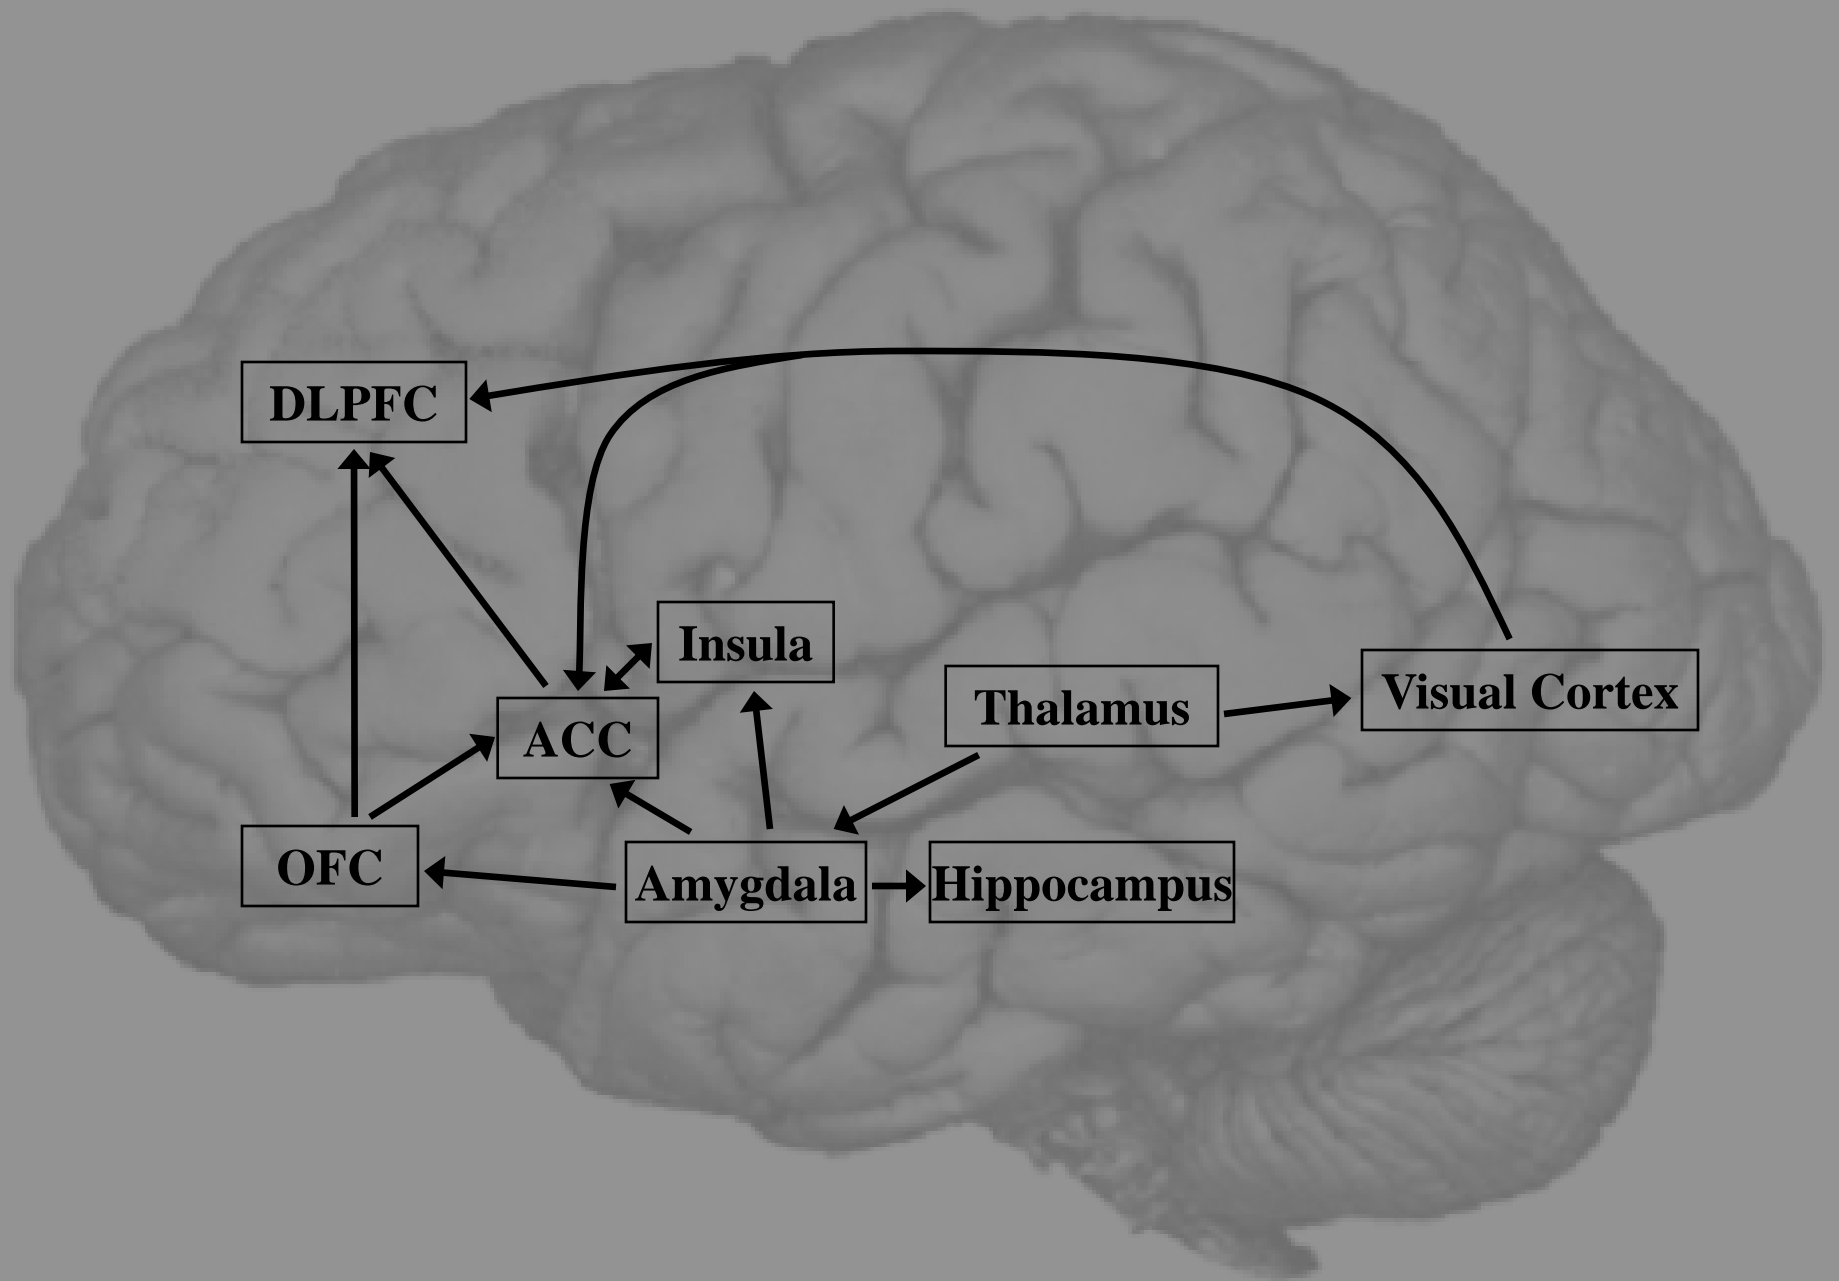 DLPFC
Insula
Thalamus
Visual Cortex
ACC
OFC
Amygdala
Hippocampus